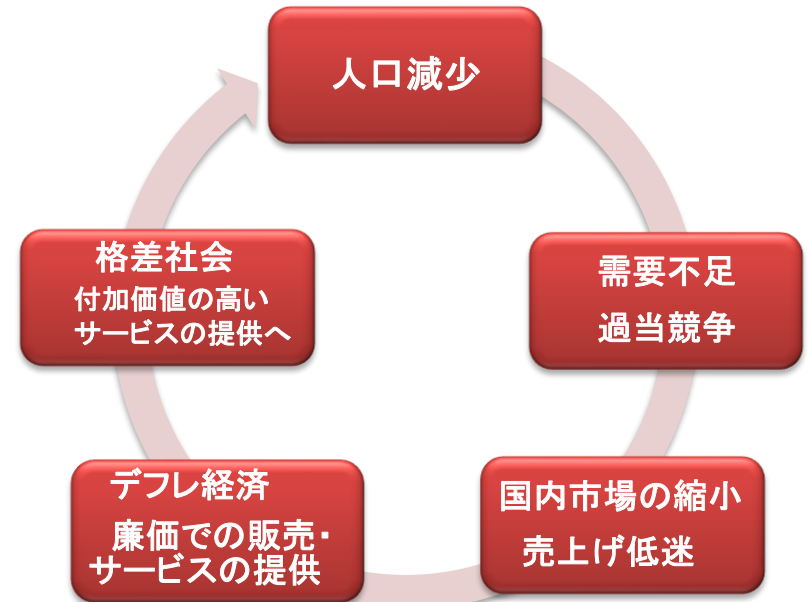 人口減少
需要不足
過当競争
国内市場の縮小
売上げ低迷
デフレ経済
廉価での販売・
サービスの提供
格差社会
付加価値の高い
サービスの提供へ